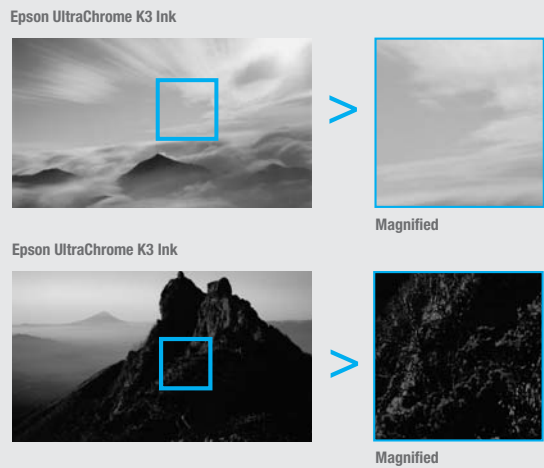 Epson UltraChrome K3 Ink
>
Magnified
Epson UltraChrome K3 Ink
>
Magnified